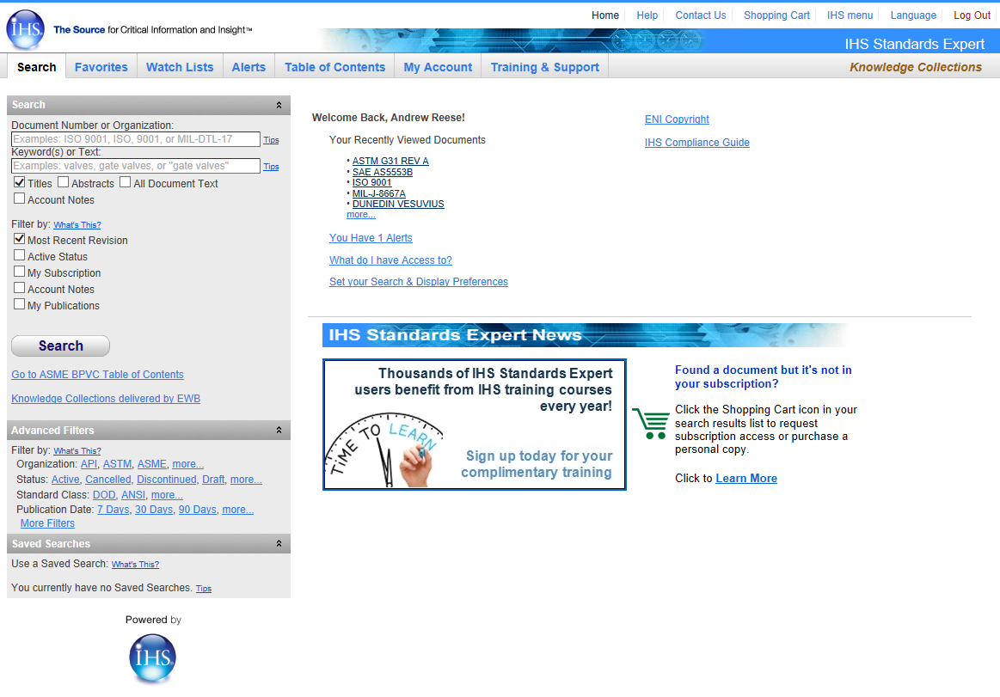 Home Help Contact Us Shopping Cart IHS menu Language Log Out
IHS The Source for Critical Information and Insight™
IHS Standards Expert
Search Favorites Watch Lists Alerts Table of Contents My Account Training & Support Knowledge Collections
Search
Document Number or Organization:
Examples: ISO 9001, ISO, 9001, or MIL-DTL-17 Tips
Keyword(s) or Text:
Examples: valves, gate valves, or "gate valves" Tips
Titles Abstracts All Document Text
Account Notes
Filter by: What's This?
Most Recent Revision
Active Status
My Subscription
Account Notes
My Publications
Search
Go to ASME BPVC Table of Contents
Knowledge Collections delivered by EWB
Advanced Filters
Filter by: What's This?
Organization: API, ASTM, ASME, more...
Status: Active, Cancelled, Discontinued, Draft, more...
Standard Class: DOD, ANSI, more...
Publication Date: 7 Days, 30 Days, 90 Days, more...
More Filters
Saved Searches
Use a Saved Search: What's This?
You currently have no Saved Searches. Tips
Powered by
IHS
Welcome Back, Andrew Reese!
Your Recently Viewed Documents
• ASTM G31 REV A
• SAE AS5553B
• ISO 9001
• MIL-J-8667A
• DUNEDIN VESUVIUS
more...
You Have 1 Alerts
What do I have Access to?
Set your Search & Display Preferences
ENI Copyright
IHS Compliance Guide
IHS Standards Expert News
Thousands of IHS Standards Expert
users benefit from IHS training courses
every year!
TIME TO LEARN
Sign up today for your
complimentary training
Found a document but it's not in
your subscription?
Click the Shopping Cart icon in your
search results list to request
subscription access or purchase a
personal copy.
Click to Learn More